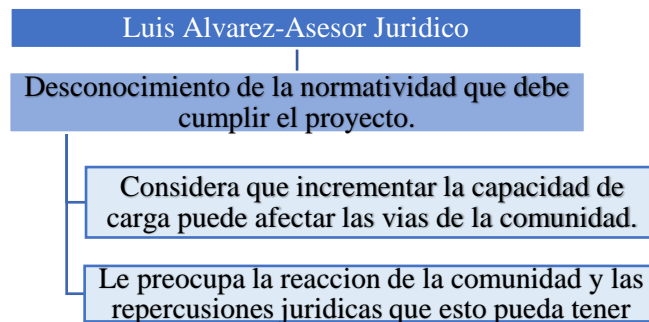 Luis Alvarez-Asesor Juridico
Desconocimiento de la normatividad que debe
cumplir el proyecto.
Considera que incrementar la capacidad de
carga puede afectar las vias de la comunidad.
Le preocupa la reaccion de la comunidad y las
repercusiones juridicas que esto pueda tener